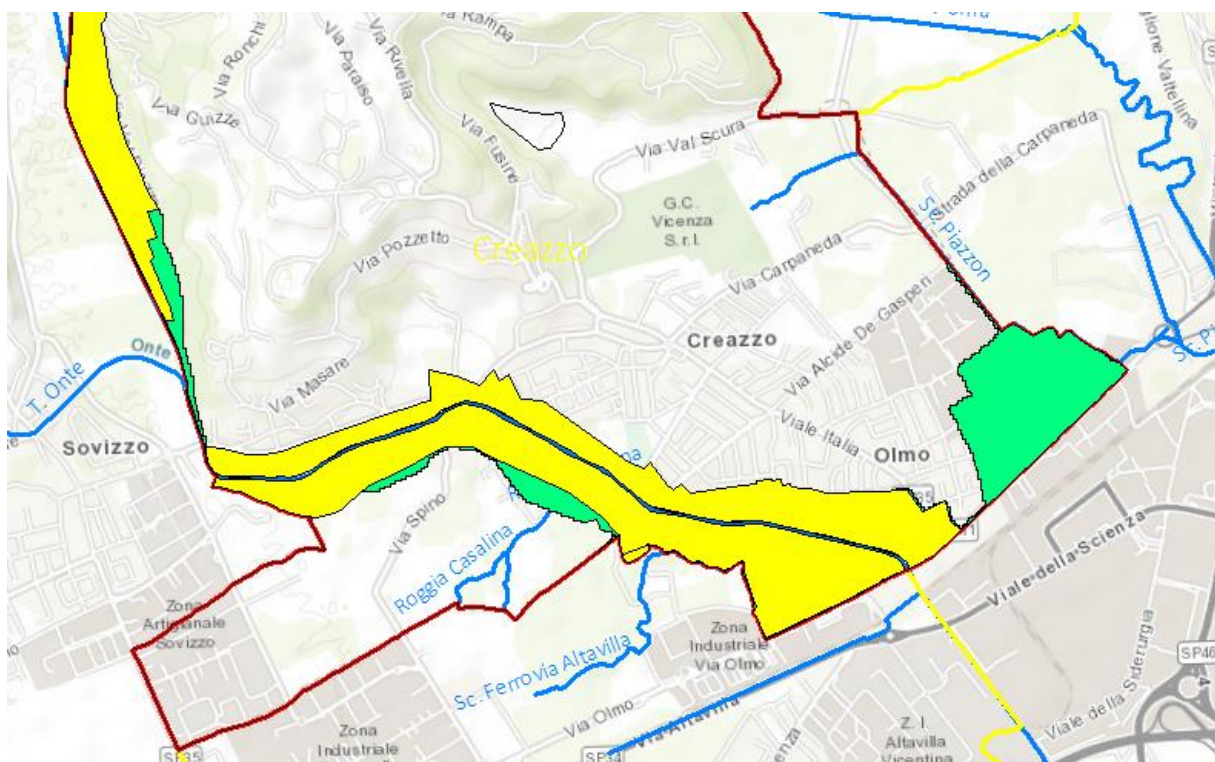 Via Rampa
Via Ronchi
Via Paraiso
Via Rivella
Via Guizze
Via Fusine
Via Val Scura
Strada della Carpaneda
G.C.
Vicenza
S.r.l.
Sc. Piazzon
Via Pozzetto
Creazzo
Via Carpaneda
Creazzo
Via Alcide De Gasperi
Onte
T. Onte
Via Masare
Viale Italia
Sovizzo
Olmo
Via Spino
Roggia Casalina
Viale della Scienza
Zona
Artigianale
Sovizzo
Zona
Industriale
Via Olmo
Sc. Ferrovia Altavilla
Viale della Siderurgia
SP46
Via Olmo
Via Altavilla
Z. I.
Altavilla
Vicentina
Zona
Industriale
SP35
SP34